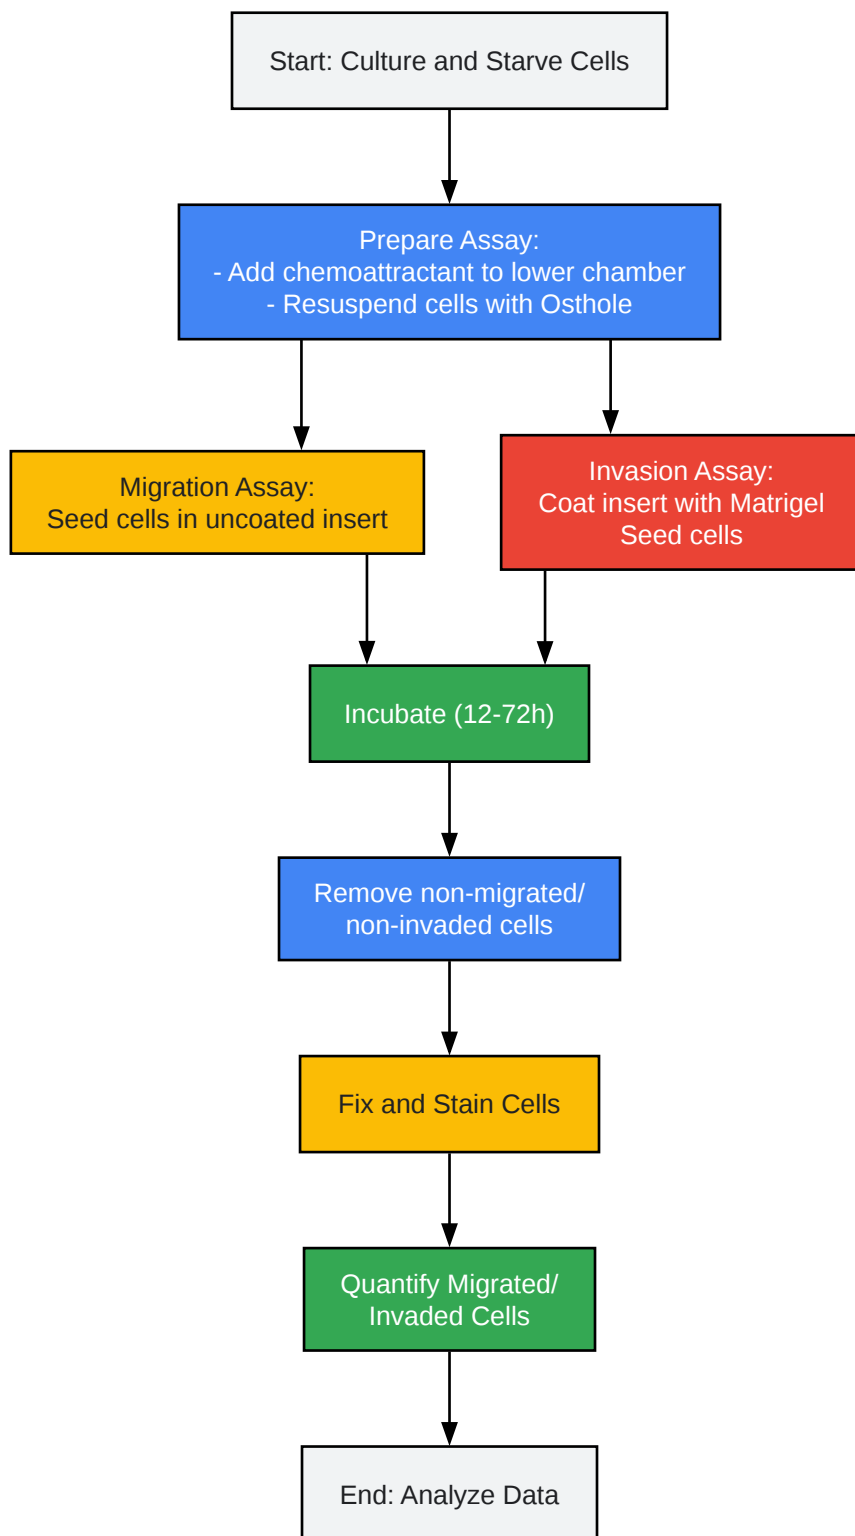 Start: Culture and Starve Cells
Prepare Assay:
- Add chemoattractant to lower chamber
- Resuspend cells with Osthole
Migration Assay:
Seed cells in uncoated insert
Invasion Assay:
Coat insert with Matrigel
Seed cells
Incubate (12-72h)
Remove non-migrated/
non-invaded cells
Fix and Stain Cells
Quantify Migrated/
Invaded Cells
End: Analyze Data